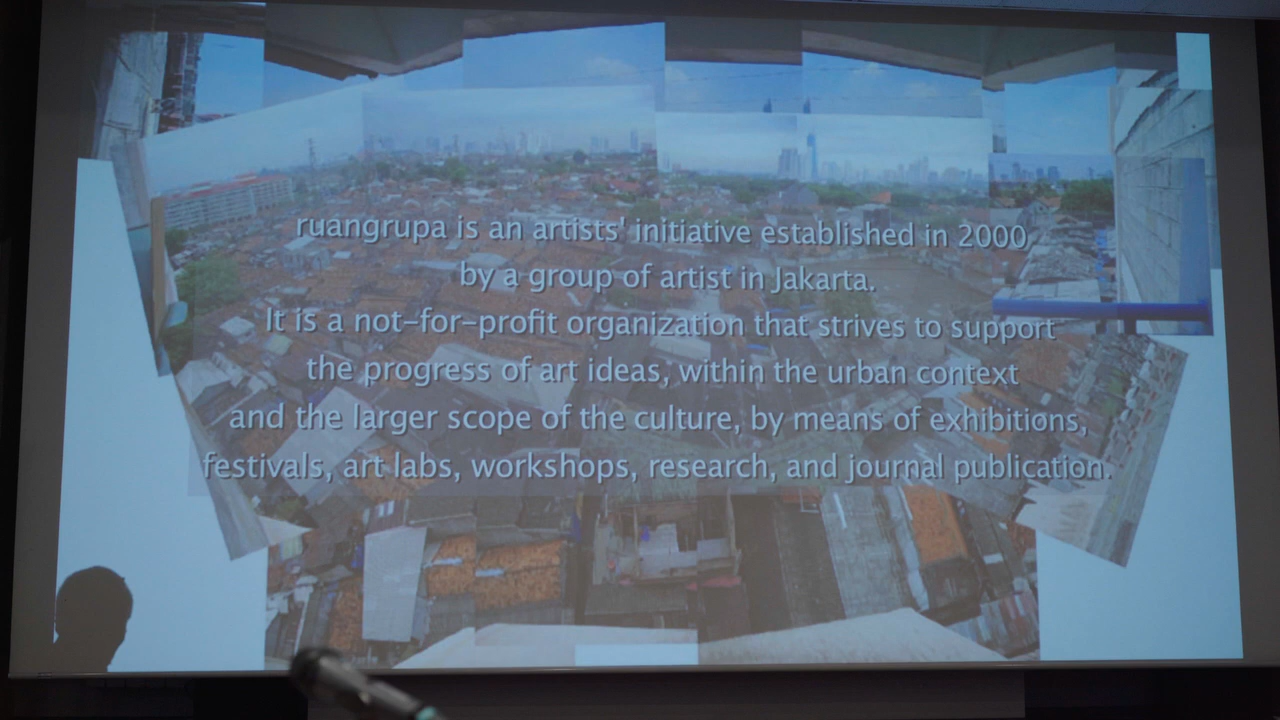 ruangrupa is an artists' initiative established in 2000
by a group of artist in Jakarta.
It is a not-for-profit organization that strives to support
the progress of art ideas, within the urban context
and the larger scope of the culture, by means of exhibitions,
festivals, art labs, workshops, research, and journal publication.